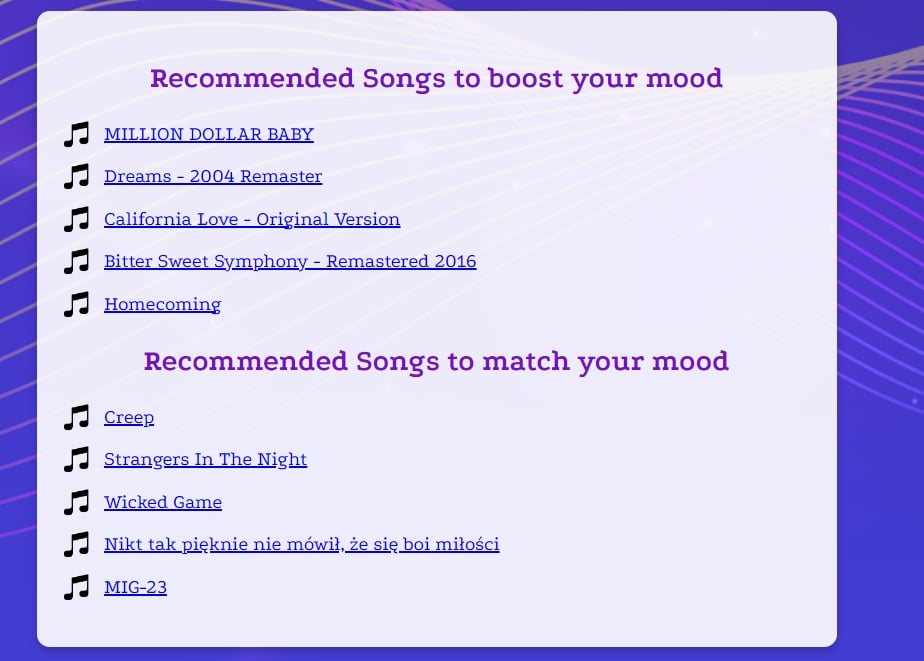 Recommended Songs to boost your mood
MILLION DOLLAR BABY
Dreams - 2004 Remaster
California Love - Original Version
Bitter Sweet Symphony - Remastered 2016
Homecoming
Recommended Songs to match your mood
Creep
Strangers In The Night
Wicked Game
Nikt tak pięknie nie mówił, że się boi miłości
MIG-23